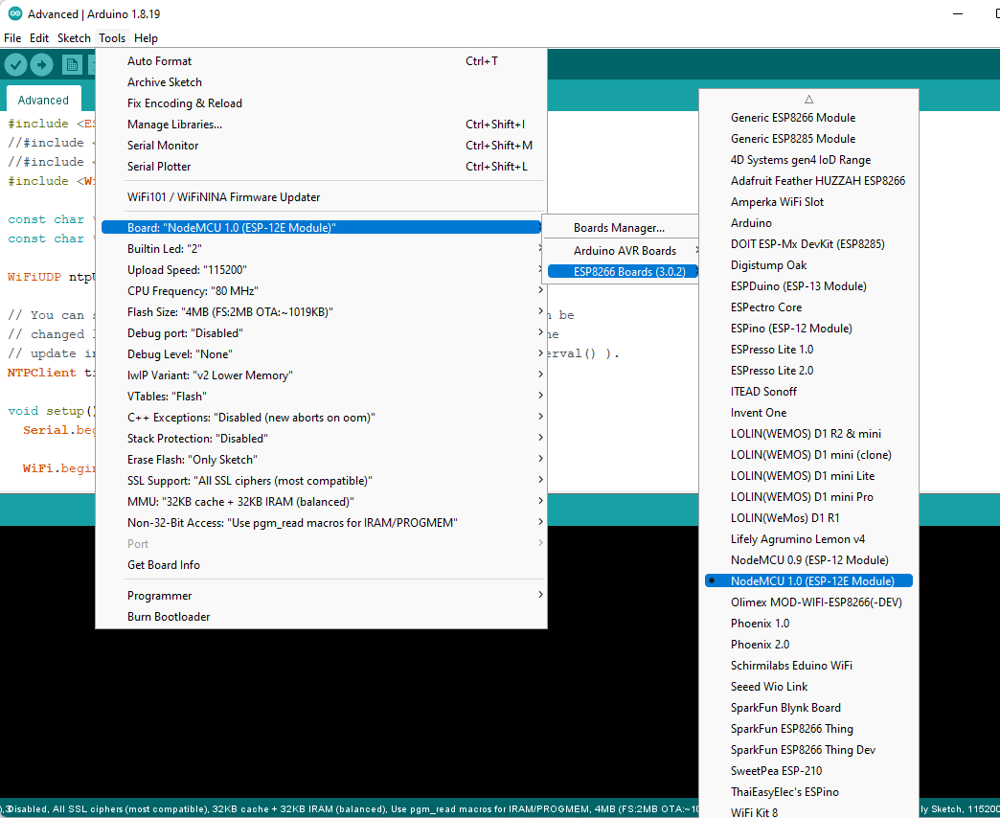 Advanced | Arduino 1.8.19
File Edit Sketch Tools Help
Advanced
#include <ES
//#include <
//#include <
#include <Wi
const char
const char
WiFiUDP ntpU
// You can s
n be
// changed
ne
// update in
erval() ).
NTPClient ti
void setup()
Serial.beg
WiFi.begin
Auto Format Ctrl+T
Archive Sketch
Fix Encoding & Reload
Manage Libraries... Ctrl+Shift+I
Serial Monitor Ctrl+Shift+M
Serial Plotter Ctrl+Shift+L
WiFi101 / WiFiNINA Firmware Updater
Board: "NodeMCU 1.0 (ESP-12E Module)"
Builtin Led: "2"
Upload Speed: "115200"
CPU Frequency: "80 MHz"
Flash Size: "4MB (FS:2MB OTA:~1019KB)"
Debug port: "Disabled"
Debug Level: "None"
lwIP Variant: "v2 Lower Memory"
VTables: "Flash"
C++ Exceptions: "Disabled (new aborts on oom)"
Stack Protection: "Disabled"
Erase Flash: "Only Sketch"
SSL Support: "All SSL ciphers (most compatible)"
MMU: "32KB cache + 32KB IRAM (balanced)"
Non-32-Bit Access: "Use pgm_read macros for IRAM/PROGMEM"
Port
Get Board Info
Programmer
Burn Bootloader
Boards Manager...
Arduino AVR Boards
ESP8266 Boards (3.0.2)
Generic ESP8266 Module
Generic ESP8285 Module
4D Systems gen4 IoD Range
Adafruit Feather HUZZAH ESP8266
Amperka WiFi Slot
Arduino
DOIT ESP-Mx DevKit (ESP8285)
Digistump Oak
ESPDuino (ESP-13 Module)
ESPectro Core
ESPino (ESP-12 Module)
ESPresso Lite 1.0
ESPresso Lite 2.0
ITEAD Sonoff
Invent One
LOLIN(WEMOS) D1 R2 & mini
LOLIN(WEMOS) D1 mini (clone)
LOLIN(WEMOS) D1 mini Lite
LOLIN(WEMOS) D1 mini Pro
LOLIN(WeMos) D1 R1
Lifely Agrumino Lemon v4
NodeMCU 0.9 (ESP-12 Module)
NodeMCU 1.0 (ESP-12E Module)
Olimex MOD-WIFI-ESP8266(-DEV)
Phoenix 1.0
Phoenix 2.0
Schirmilabs Eduino WiFi
Seeed Wio Link
SparkFun Blynk Board
SparkFun ESP8266 Thing
SparkFun ESP8266 Thing Dev
SweetPea ESP-210
ThaiEasyElec's ESPino
WiFi Kit 8
Disabled, All SSL ciphers (most compatible), 32KB cache + 32KB IRAM (balanced), Use pgm_read macros for IRAM/PROGMEM, 4MB (FS:2MB OTA:~10
ly Sketch, 115200